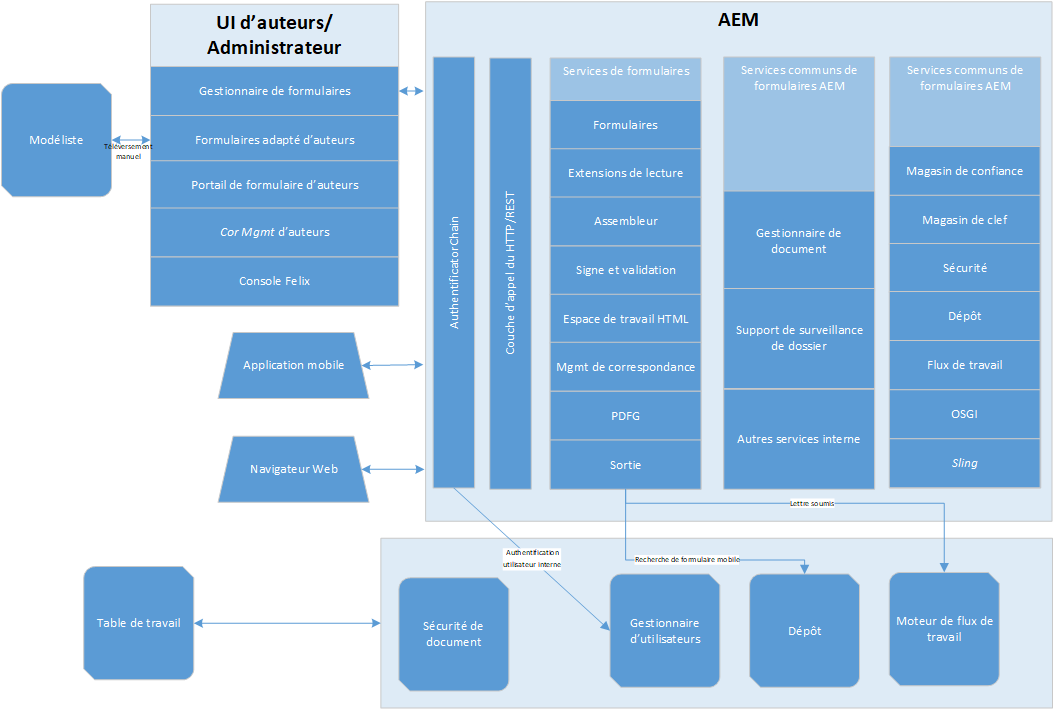 UI d’auteurs/
Administrateur
Gestionnaire de formulaires
Formulaires adapté d’auteurs
Portail de formulaire d’auteurs
Cor Mgmt d’auteurs
Console Felix
Modéliste
Téléversement
manuel
Application mobile
Navigateur Web
AEM
AuthentificatorChain
Couche d’appel du HTTP/REST
Services de formulaires
Formulaires
Extensions de lecture
Assembleur
Signe et validation
Espace de travail HTML
Mgmt de correspondance
PDFG
Sortie
Services communs de
formulaires AEM
Gestionnaire de
document
Support de surveillance
de dossier
Autres services interne
Services communs de
formulaires AEM
Magasin de confiance
Magasin de clef
Sécurité
Dépôt
Flux de travail
OSGI
Sling
Lettre soumis
Authentification
utilisateur interne
Recherche de formulaire mobile
Table de travail
Sécurité de
document
Gestionnaire
d’utilisateurs
Dépôt
Moteur de flux de
travail